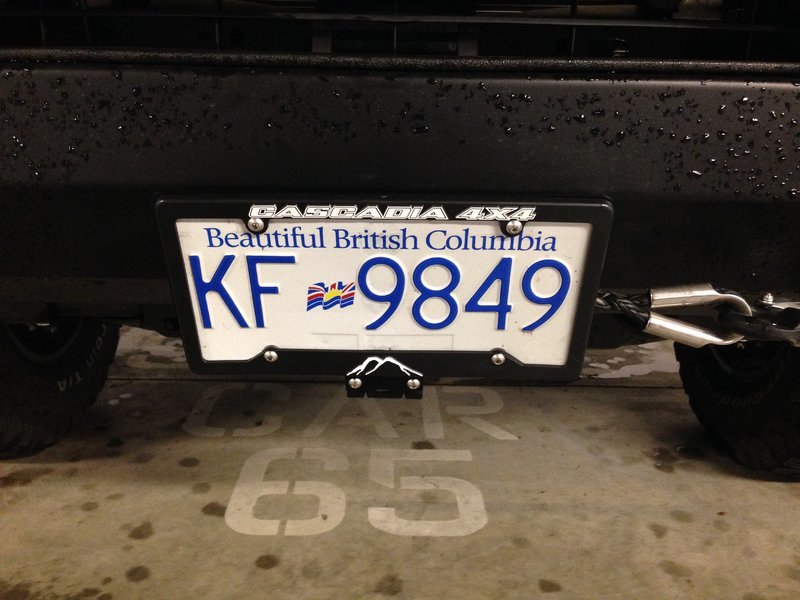 CASCADIA 4X4
Beautiful British Columbia
KF 9849
CAR
65
T/A